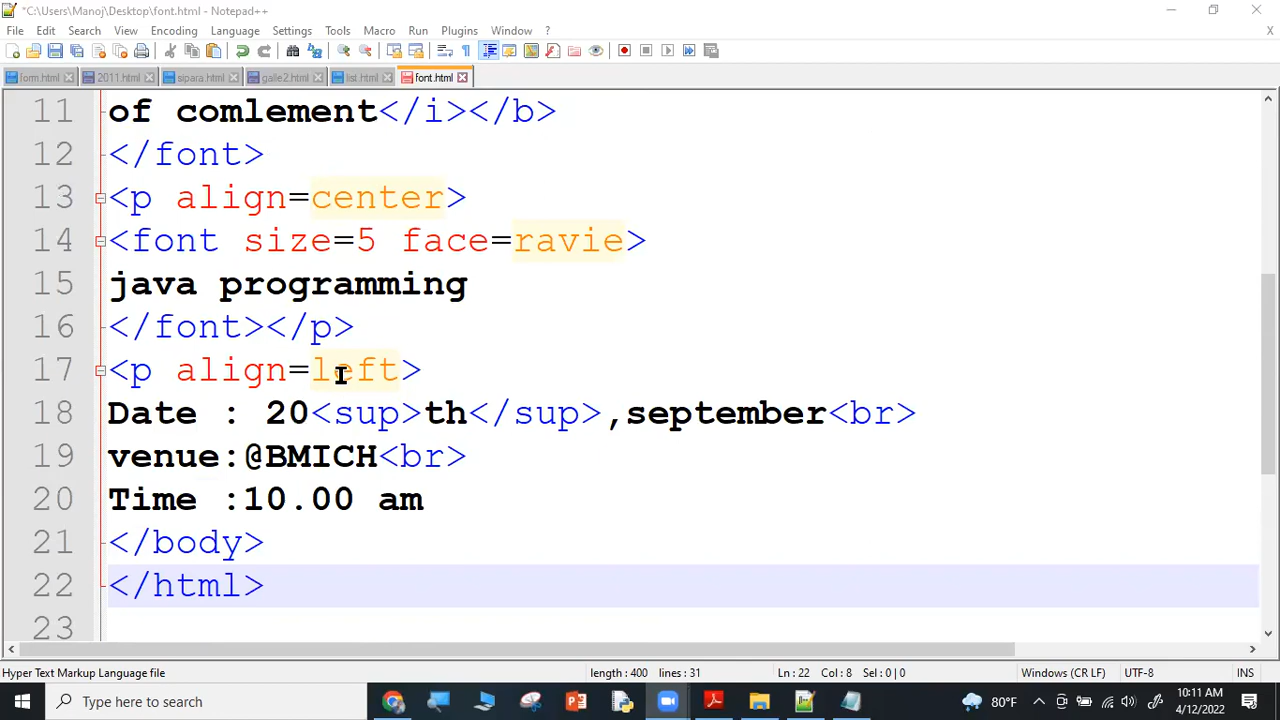 *C:\Users\Manoj\Desktop\font.html - Notepad++
File Edit Search View Encoding Language Settings Tools Macro Run Plugins Window ? X
form.html 2011.html sipara.html galle2.html list.html font.html
11 of comlement</i></b>
12 </font>
13 <p align=center>
14 <font size=5 face=ravie>
15 java programming
16 </font></p>
17 <p align=left>
18 Date : 20<sup>th</sup>,september<br>
19 venue:@BMICH<br>
20 Time :10.00 am
21 </body>
22 </html>
23
Hyper Text Markup Language file length : 400 lines : 31 Ln : 22 Col : 8 Sel : 0 | 0 Windows (CR LF) UTF-8 INS
Type here to search 80°F 10:11 AM
4/12/2022